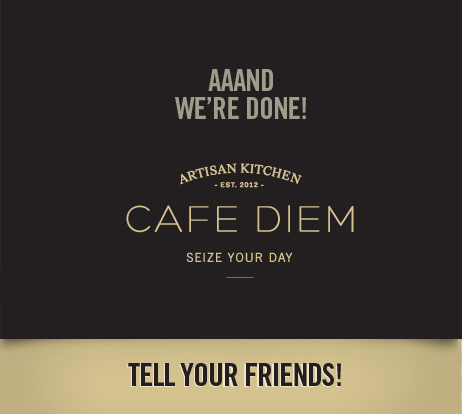 AAAND
WE'RE DONE!
ARTISAN KITCHEN
- EST. 2012 -
CAFE DIEM
SEIZE YOUR DAY
TELL YOUR FRIENDS!